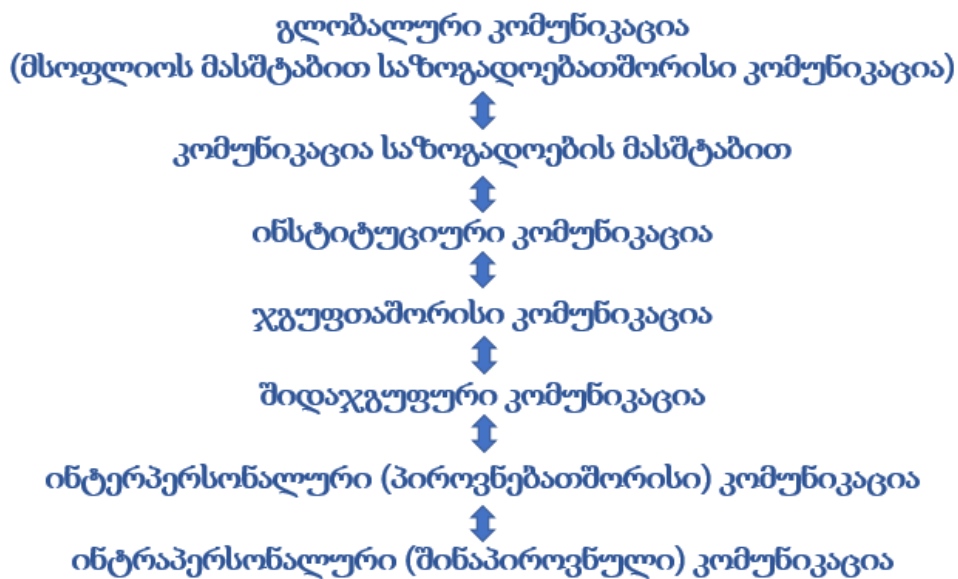 გლობალური კომუნიკაცია
(მსოფლიოს მასშტაბით საზოგადოებათშორისი კომუნიკაცია)
კომუნიკაცია საზოგადოების მასშტაბით
ინსტიტუციური კომუნიკაცია
ჯგუფთაშორისი კომუნიკაცია
შიდაჯგუფური კომუნიკაცია
ინტერპერსონალური (პიროვნებათშორისი) კომუნიკაცია
ინტრაპერსონალური (შინაპიროვნული) კომუნიკაცია